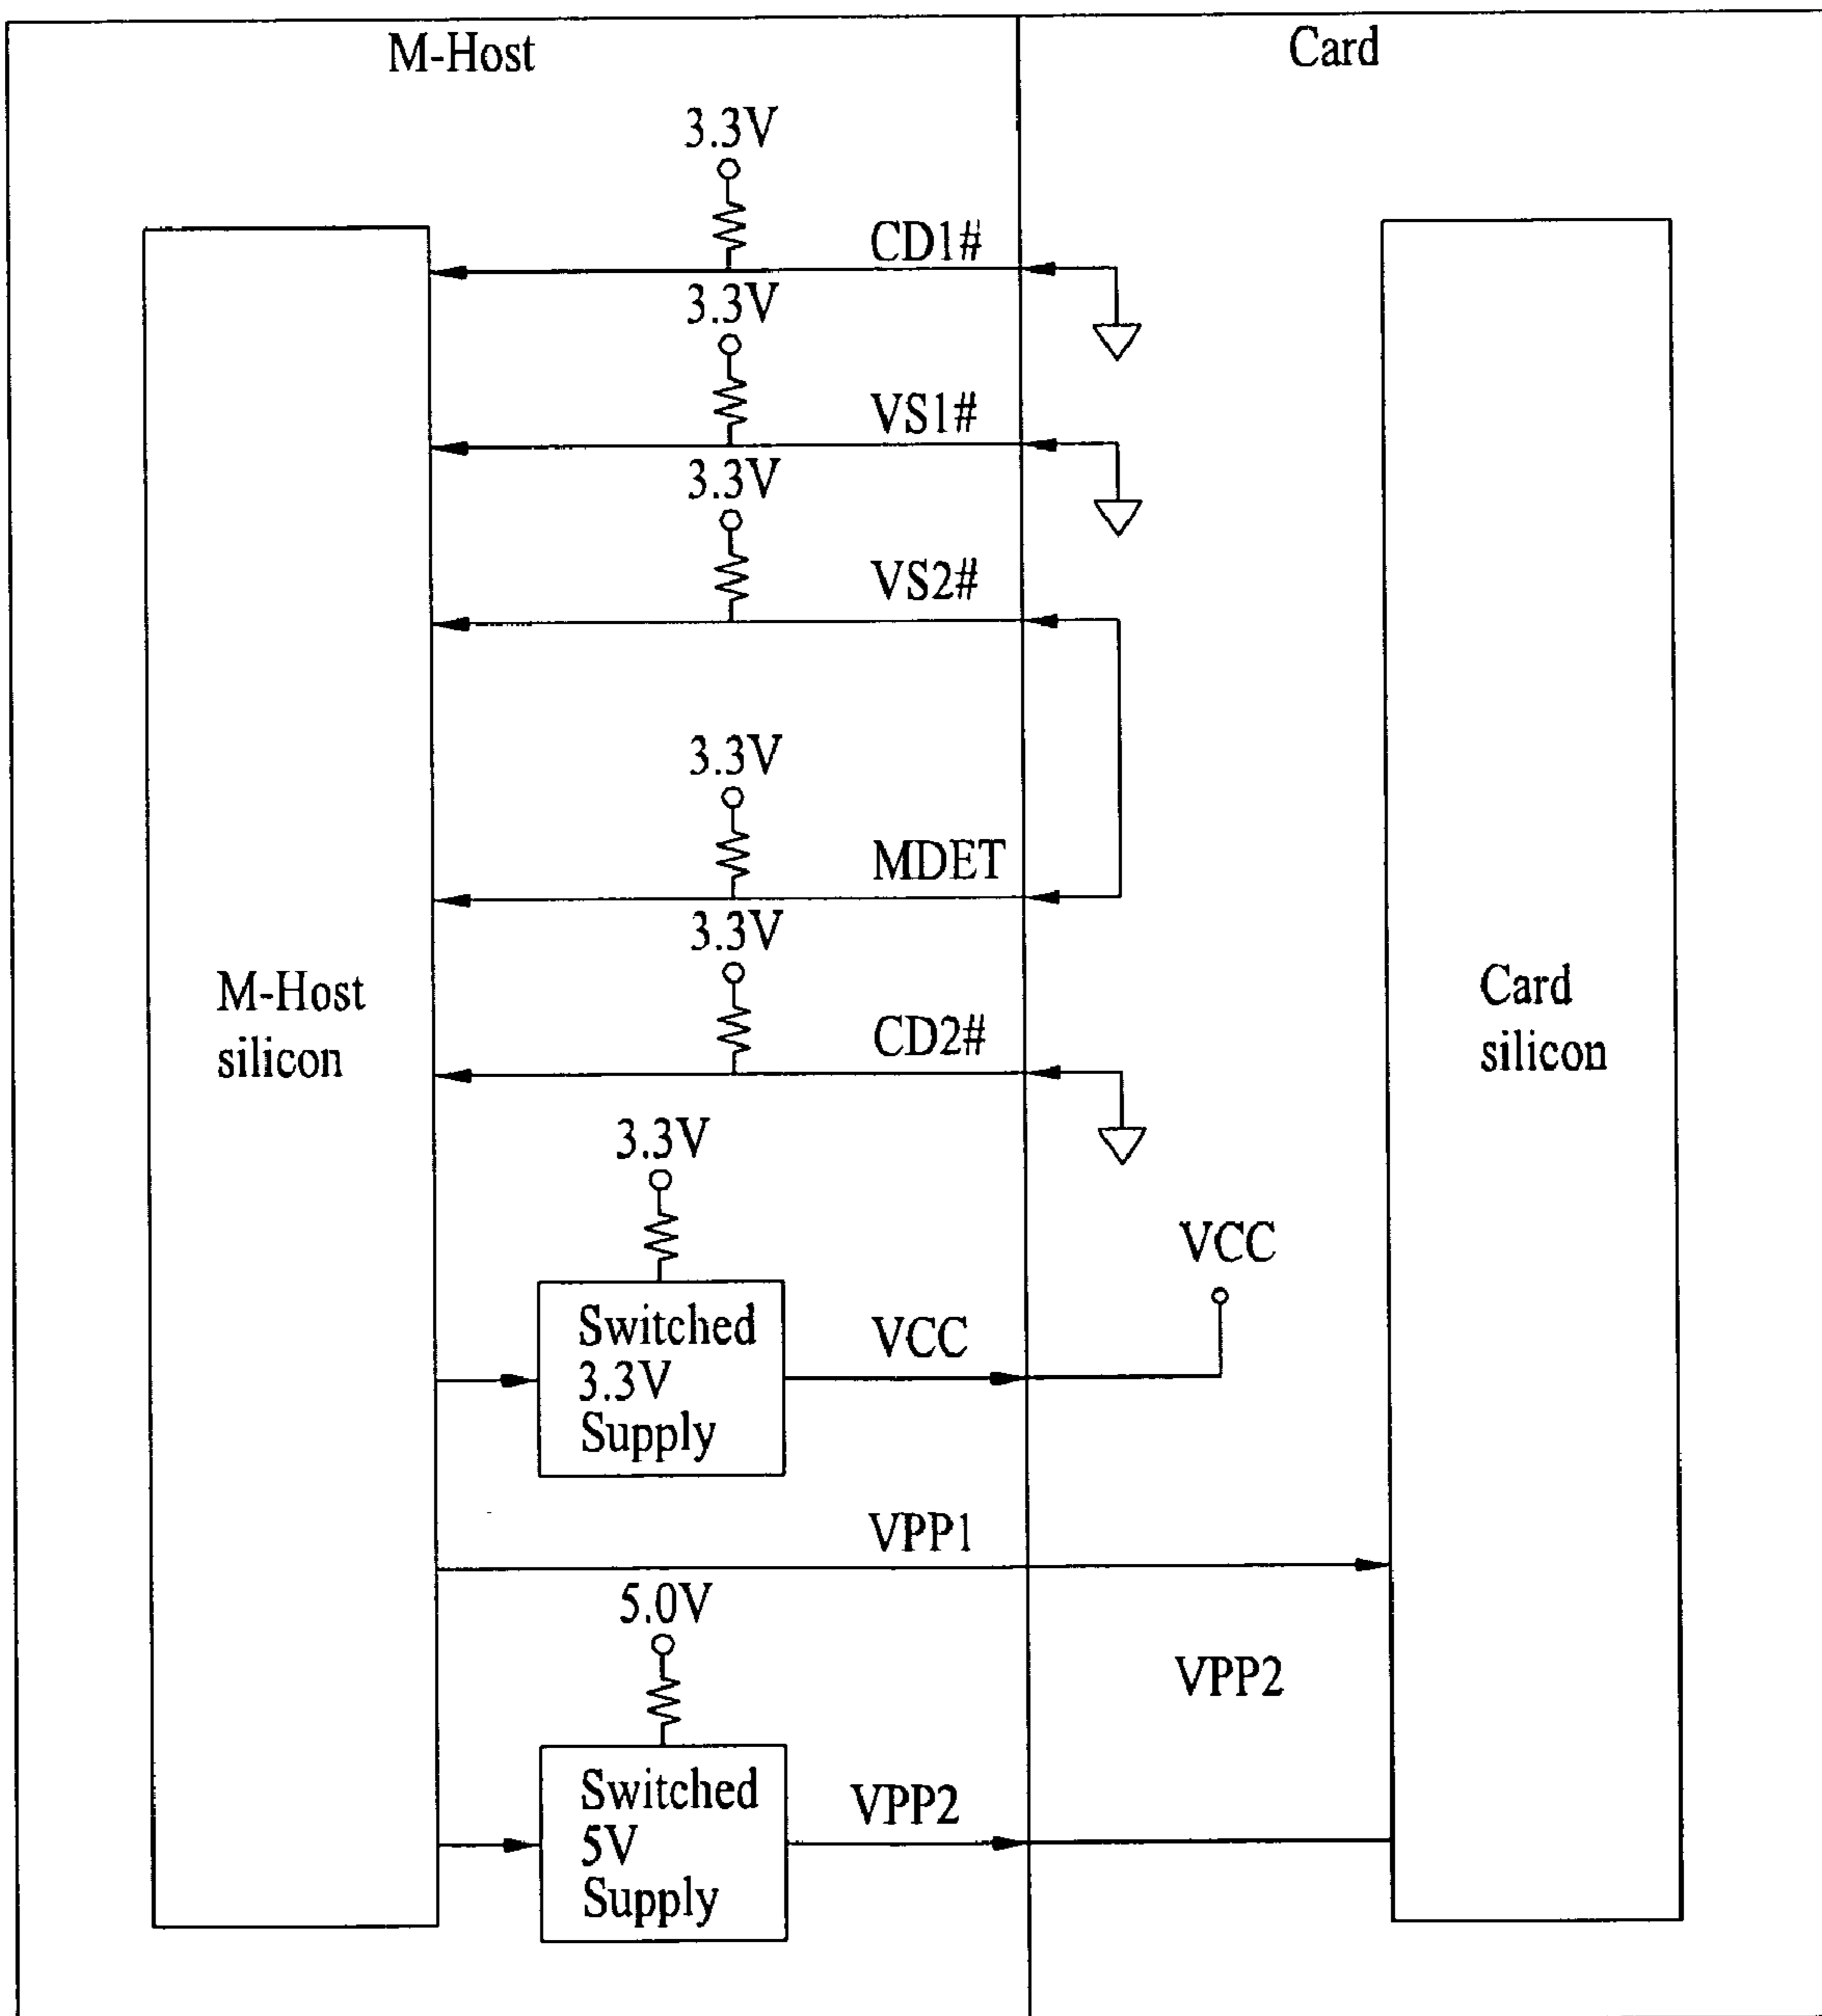 M-Host
Card
3.3V
CD1#
3.3V
VS1#
3.3V
VS2#
3.3V
MDET
3.3V
CD2#
M-Host
silicon
Card
silicon
3.3V
VCC
Switched
3.3V
Supply
VCC
VPP1
5.0V
VPP2
Switched
5V
Supply
VPP2